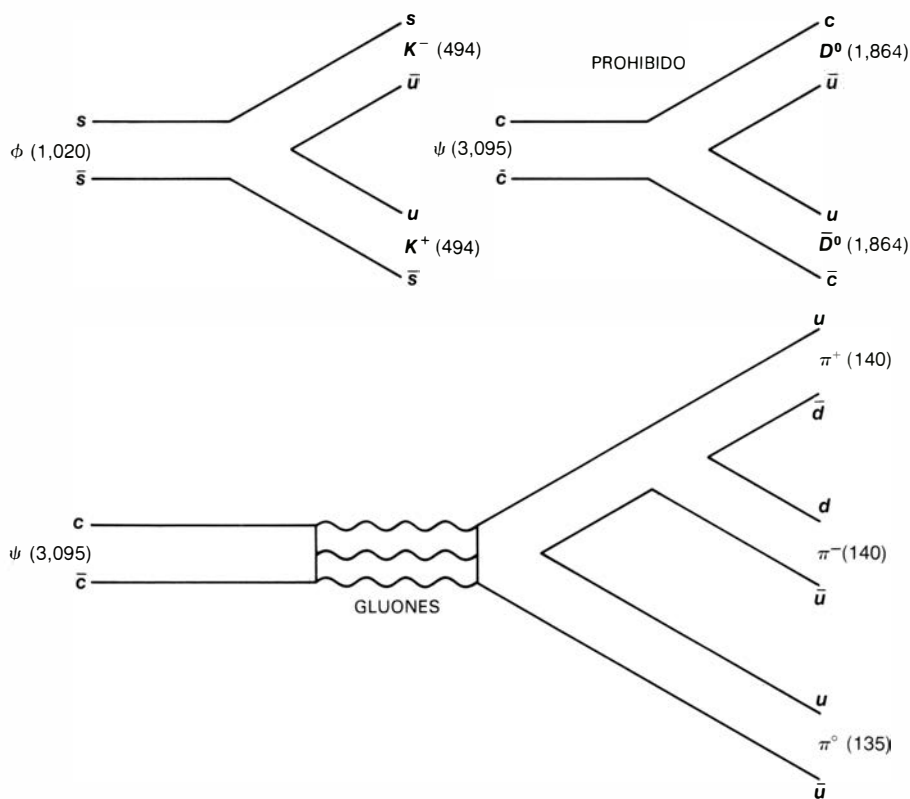 s
K⁻ (494)
ū
s
ϕ (1,020)
s̄
u
K⁺ (494)
s̄
PROHIBIDO
c
D⁰ (1,864)
ū
c
ψ (3,095)
c̄
u
D̄⁰ (1,864)
c̄
u
π⁺ (140)
d̄
c
ψ (3,095)
c̄
GLUONES
d
π⁻(140)
ū
u
π° (135)
ū